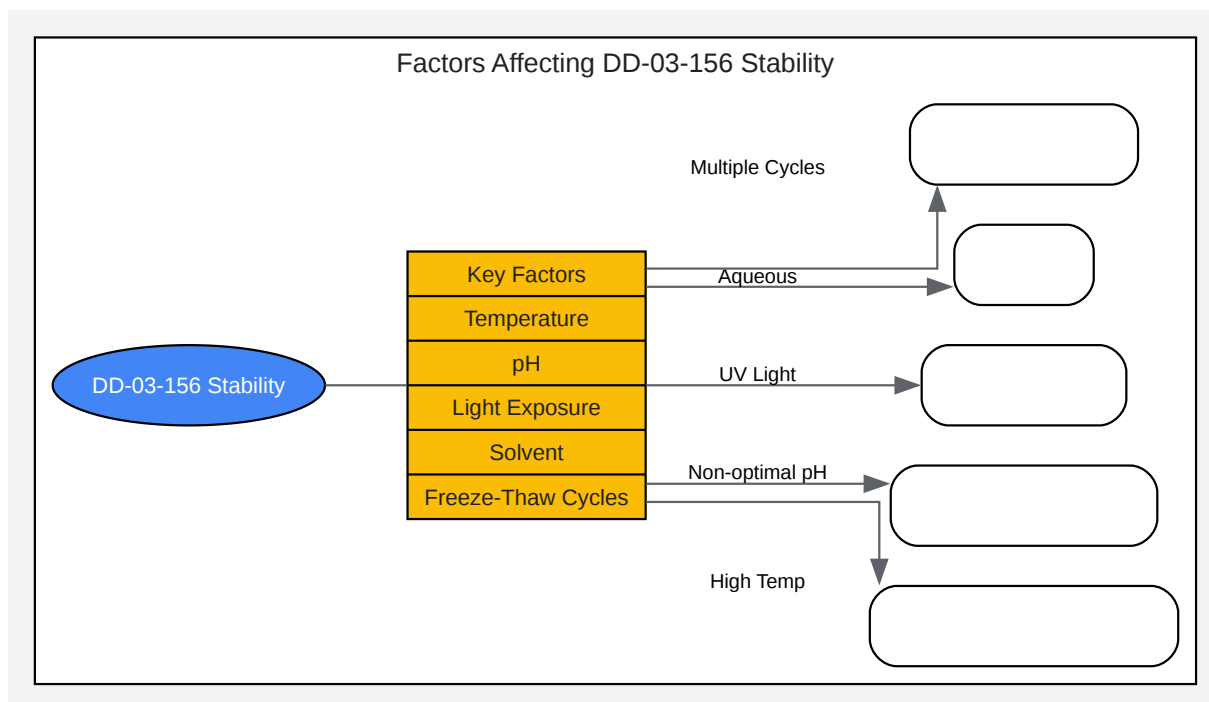 Factors Affecting DD-03-156 Stability
DD-03-156 Stability
Key Factors
Temperature
pH
Light Exposure
Solvent
Freeze-Thaw Cycles
Multiple Cycles
Aqueous
UV Light
Non-optimal pH
High Temp